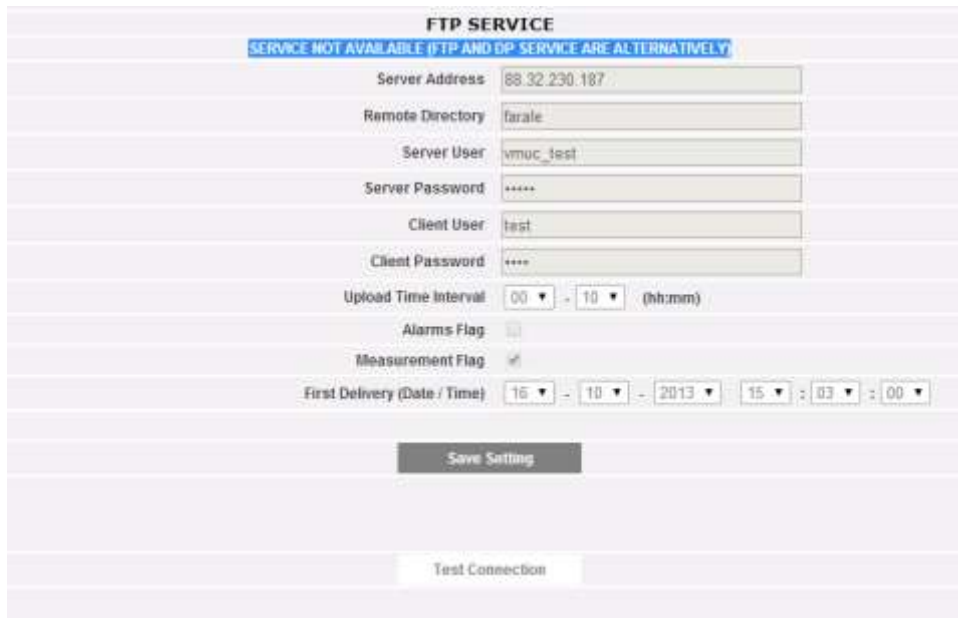 FTP SERVICE
SERVICE NOT AVAILABLE (FTP AND DP SERVICE ARE ALTERNATIVELY)
Server Address 88.32.230.187
Remote Directory farale
Server User vmuc_test
Server Password •••••
Client User test
Client Password ••••
Upload Time Interval 00 - 10 (hh:mm)
Alarms Flag
Measurement Flag
First Delivery (Date / Time) 16 - 10 - 2013 15 : 03 : 00
Save Setting
Test Connection